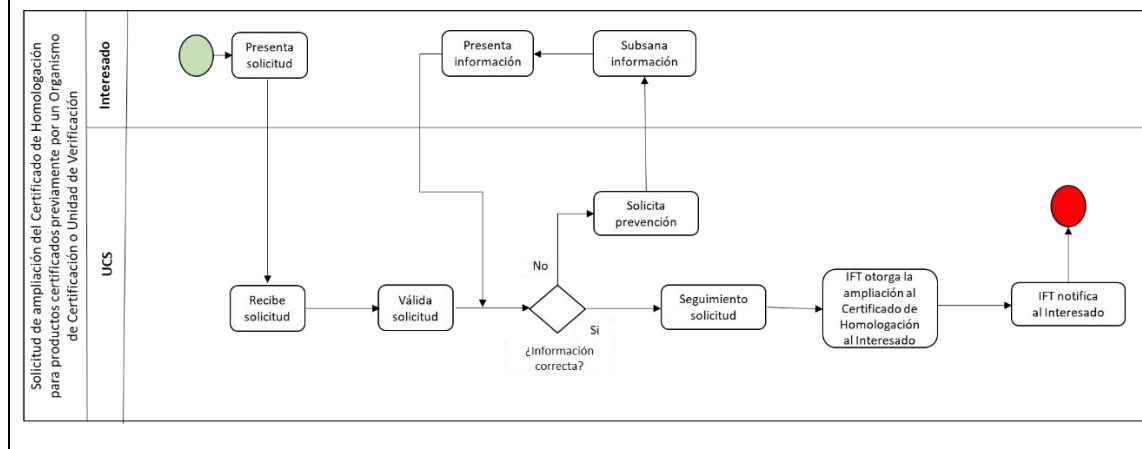 Solicitud de ampliación del Certificado de Homologación
para productos certificados previamente por un Organismo
de Certificación o Unidad de Verificación
Interesado
Presenta
solicitud
Presenta
información
Subsana
información
UCS
Solicita
prevención
No
Recibe
solicitud
Válida
solicitud
Si
¿Información
correcta?
Seguimiento
solicitud
IFT otorga la
ampliación al
Certificado de
Homologación
al Interesado
IFT notifica
al Interesado